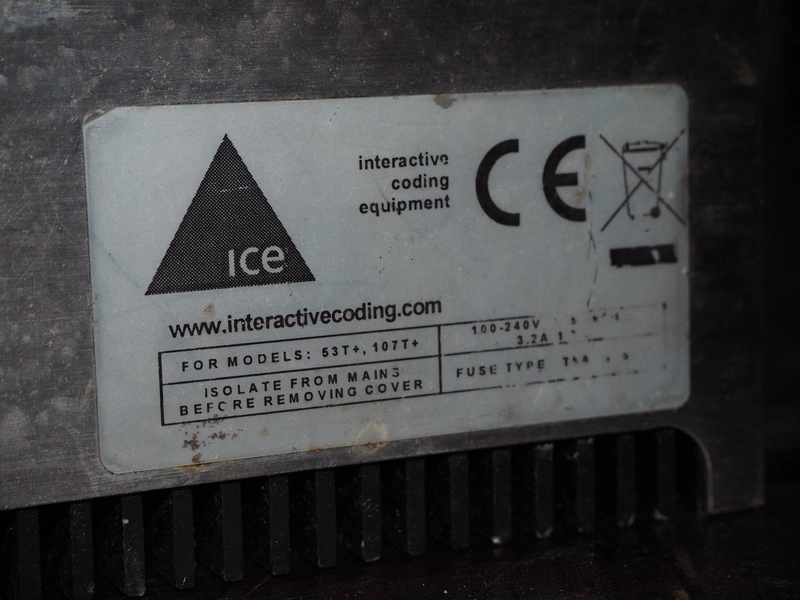 ice
interactive
coding
equipment
CE
www.interactivecoding.com
FOR MODELS: 53T+, 107T+
100-240V
3.2A
ISOLATE FROM MAINS
BEFORE REMOVING COVER
FUSE TYPE